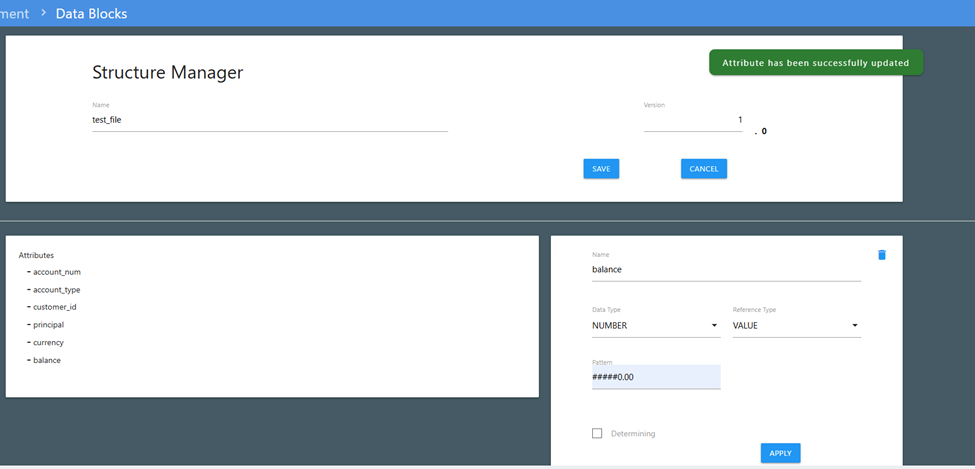 ment > Data Blocks
Attribute has been successfully updated
Structure Manager
Name
test_file
Version
1
. 0
SAVE
CANCEL
Attributes
- account_num
- account_type
- customer_id
- principal
- currency
- balance
Name
balance
Data Type
NUMBER
Reference Type
VALUE
Pattern
#####0.00
Determining
APPLY